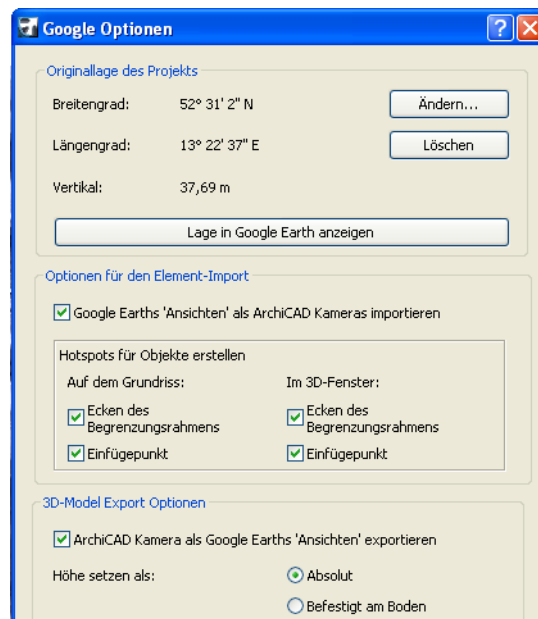 Google Optionen
Originallage des Projekts
Breitengrad: 52° 31' 2" N Ändern...
Längengrad: 13° 22' 37" E Löschen
Vertikal: 37,69 m
Lage in Google Earth anzeigen
Optionen für den Element-Import
Google Earths 'Ansichten' als ArchiCAD Kameras importieren
Hotspots für Objekte erstellen
Auf dem Grundriss: Im 3D-Fenster:
Ecken des Begrenzungsrahmens Ecken des Begrenzungsrahmens
Einfügepunkt Einfügepunkt
3D-Model Export Optionen
ArchiCAD Kamera als Google Earths 'Ansichten' exportieren
Höhe setzen als: Absolut
Befestigt am Boden